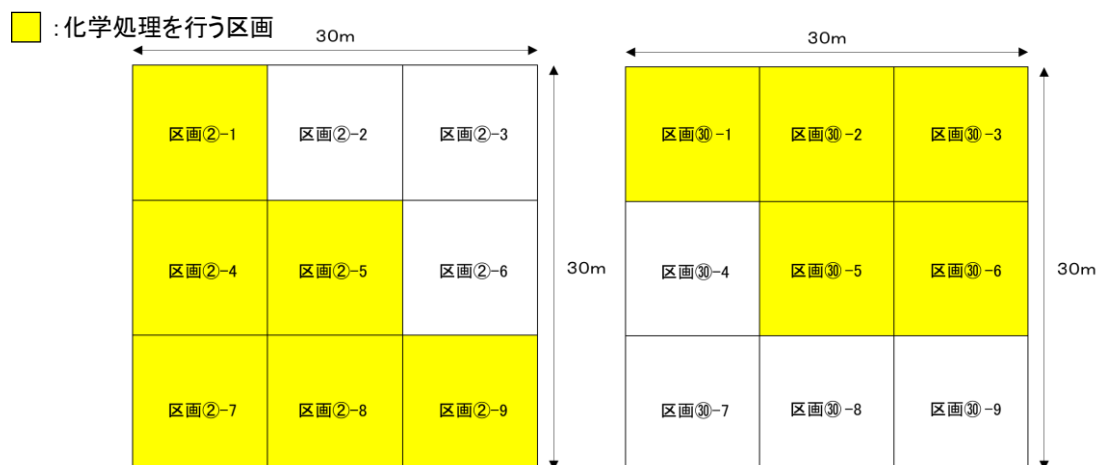 ：化学処理を行う区画
30m
30m
区画②-1
区画②-2
区画②-3
区画㉚-1
区画㉚-2
区画㉚-3
区画②-4
区画②-5
区画②-6
30m
区画㉚-4
区画㉚-5
区画㉚-6
30m
区画②-7
区画②-8
区画②-9
区画㉚-7
区画㉚-8
区画㉚-9